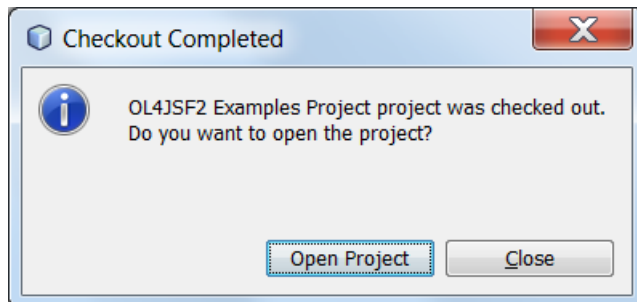 Checkout Completed
OL4JSF2 Examples Project project was checked out.
Do you want to open the project?
Open Project
Close